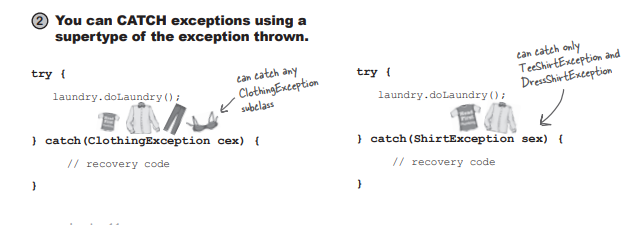 ② You can CATCH exceptions using a
supertype of the exception thrown.
try {
laundry.doLaundry();
can catch any
ClothingException
subclass
} catch(ClothingException cex) {
// recovery code
}
try {
laundry.doLaundry();
can catch only
TeeShirtException and
DressShirtException
} catch(ShirtException sex) {
// recovery code
}